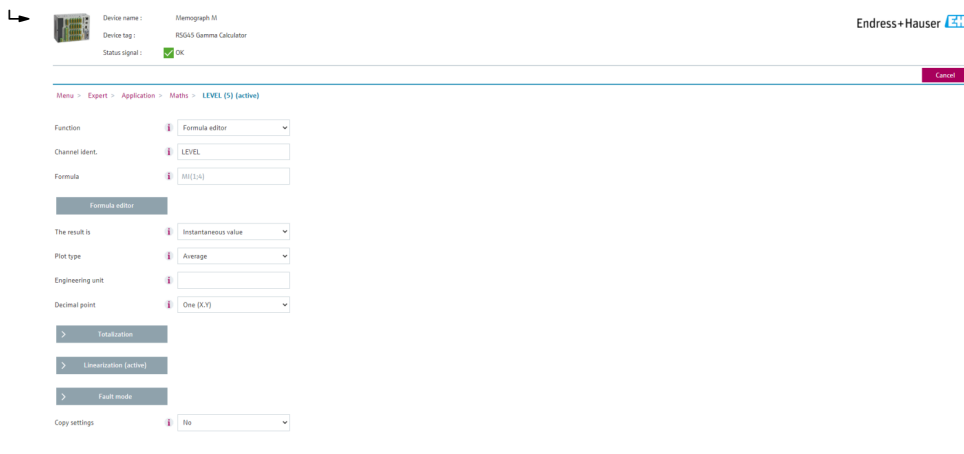 Device name : Memograph M
Endress+Hauser EH
Device tag : RSG45 Gamma Calculator
Status signal : OK
Cancel
Menu > Expert > Application > Maths > LEVEL (5) (active)
Function i Formula editor
Channel ident. i LEVEL
Formula i MI(1;4)
Formula editor
The result is i Instantaneous value
Plot type i Average
Engineering unit i
Decimal point i One (X.Y)
> Totalization
> Linearization (active)
> Fault mode
Copy settings i No